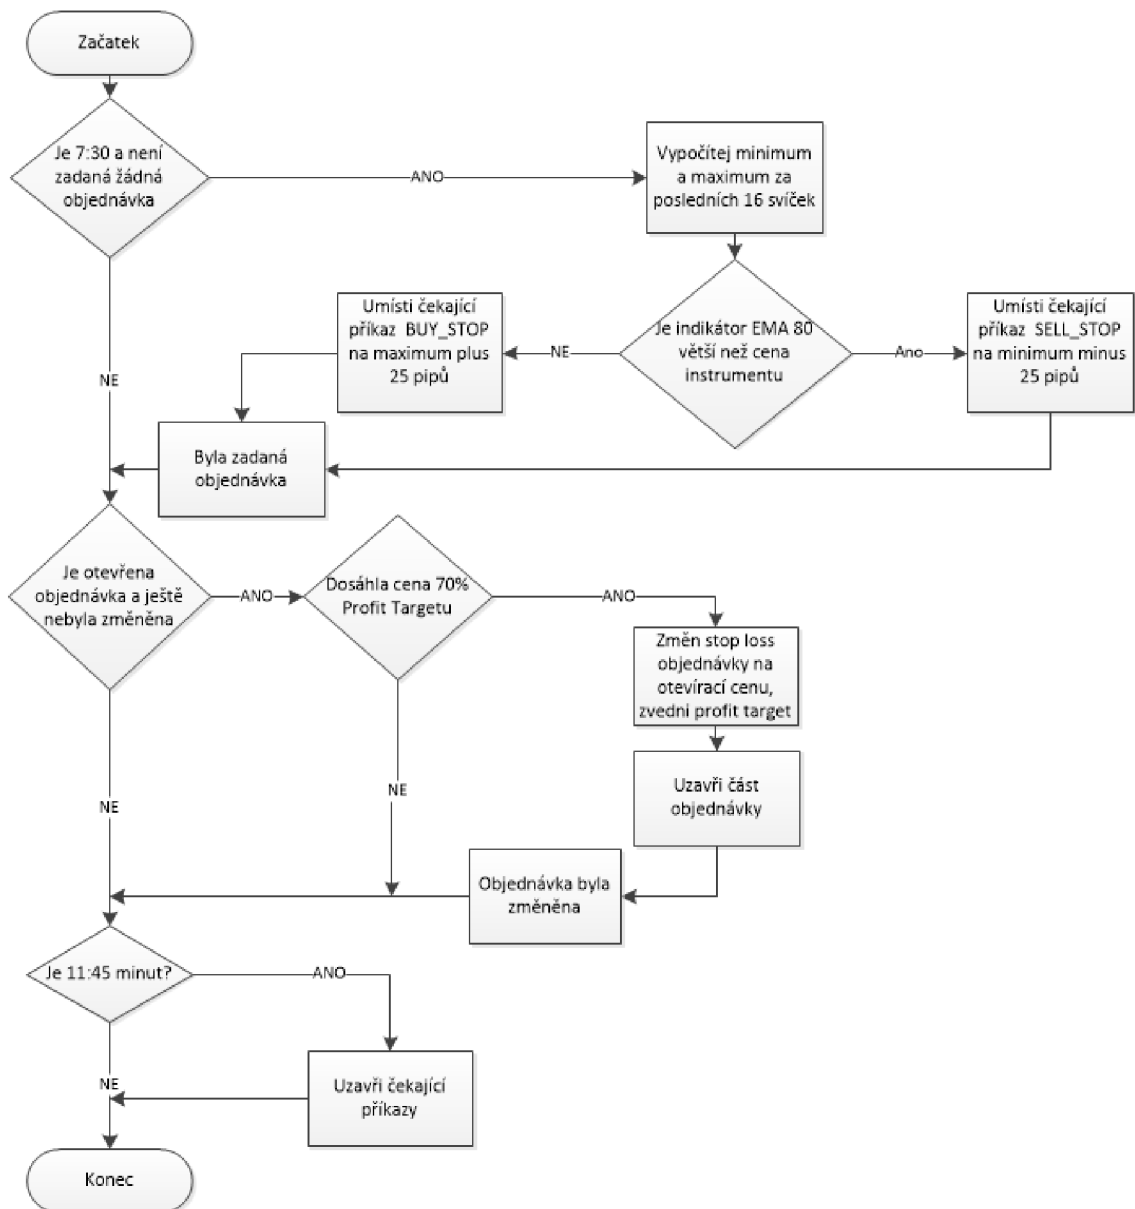 Začatek
Je 7:30 a není
zadaná žádná
objednávka
ANO
Vypočítej minimum
a maximum za
posledních 16 svíček
Umísti čekající
příkaz BUY_STOP
na maximum plus
25 pipů
NE
Je indikátor EMA 80
větší než cena
instrumentu
Ano
Umísti čekající
příkaz SELL_STOP
na minimum minus
25 pipů
NE
Byla zadaná
objednávka
Je otevřena
objednávka a ještě
nebyla změněna
ANO
Dosáhla cena 70%
Profit Targetu
ANO
Změn stop loss
objednávky na
otevírací cenu,
zvedni profit target
Uzavři část
objednávky
NE
NE
Objednávka byla
změněna
Je 11:45 minut?
ANO
NE
Uzavři čekající
příkazy
Konec